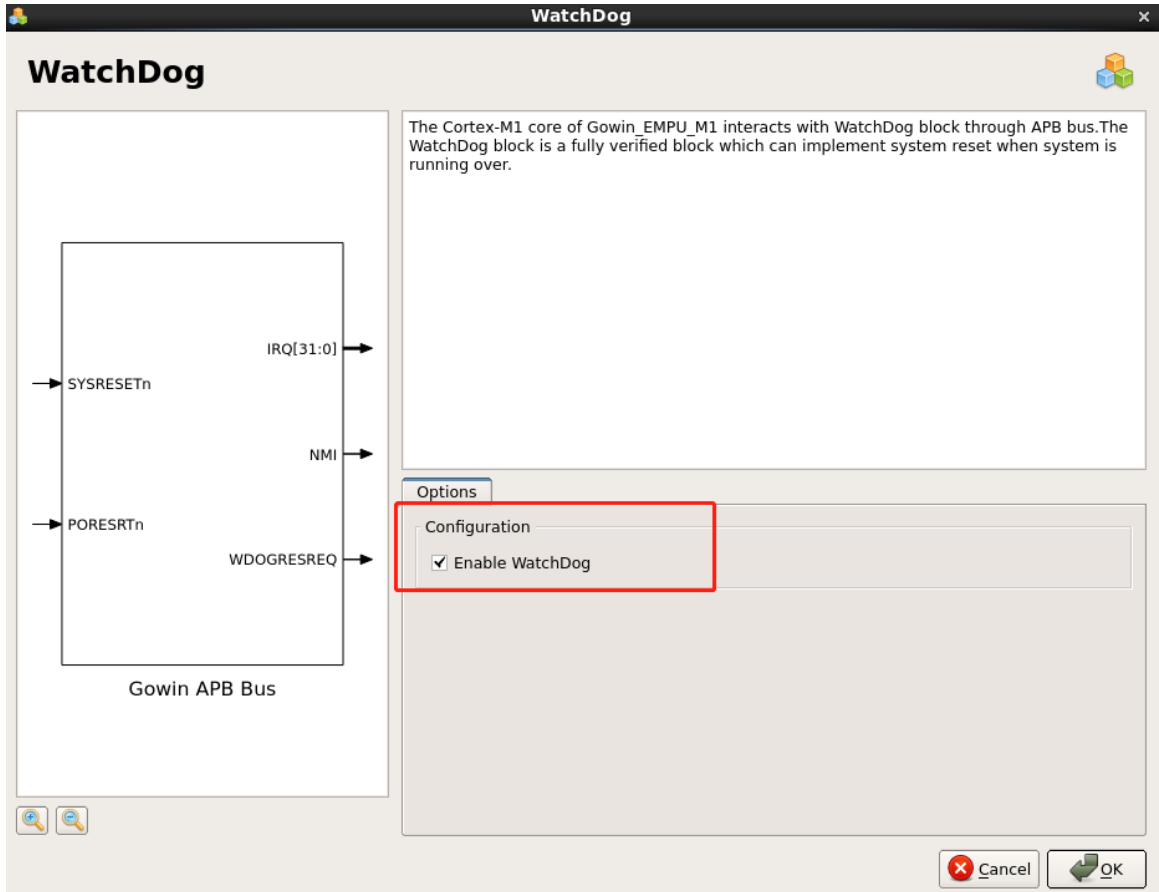 WatchDog
WatchDog
The Cortex-M1 core of Gowin_EMPU_M1 interacts with WatchDog block through APB bus.The
WatchDog block is a fully verified block which can implement system reset when system is
running over.
IRQ[31:0]
SYSRESETn
NMI
PORESRTn
WDOGRESREQ
Gowin APB Bus
Options
Configuration
Enable WatchDog
Cancel
OK